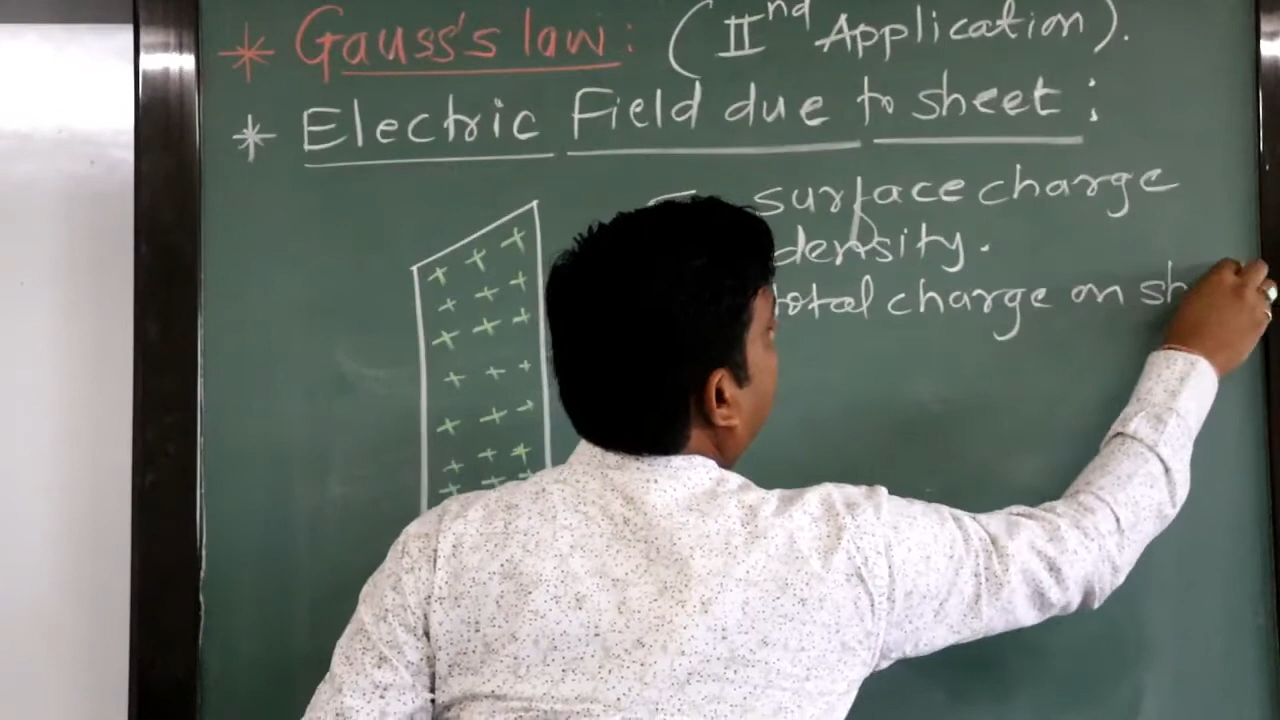 * Gauss's law: (IInd Application).
* Electric Field due to sheet:
surface charge
density.
total charge on sh
+ + +
+ + +
+ + +
+ + +
+ + +
+ + +
+ + +